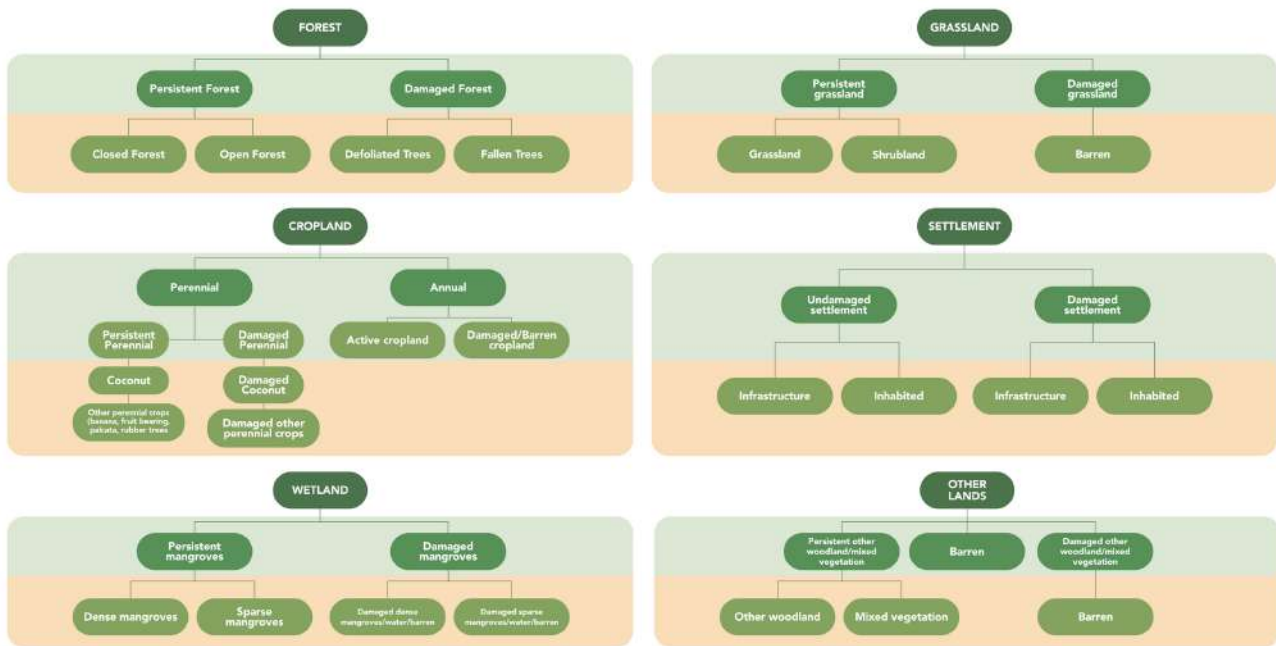 FOREST
Persistent Forest
Damaged Forest
Closed Forest
Open Forest
Defoliated Trees
Fallen Trees
GRASSLAND
Persistent
grassland
Damaged
grassland
Grassland
Shrubland
Barren
CROPLAND
Perennial
Annual
Persistent
Perennial
Damaged
Perennial
Active cropland
Damaged/Barren
cropland
Coconut
Damaged
Coconut
Other perennial crops
(banana, fruit bearing,
rubber trees
Damaged other
perennial crops
SETTLEMENT
Undamaged
settlement
Damaged
settlement
Infrastructure
Inhabited
Infrastructure
Inhabited
WETLAND
Persistent
mangroves
Damaged
mangroves
Dense mangroves
Sparse
mangroves
Damaged dense
mangroves/water/barren
Damaged sparse
mangroves/water/barren
OTHER
LANDS
Persistent other
woodland/mixed
vegetation
Barren
Damaged other
woodland/mixed
vegetation
Other woodland
Mixed vegetation
Barren